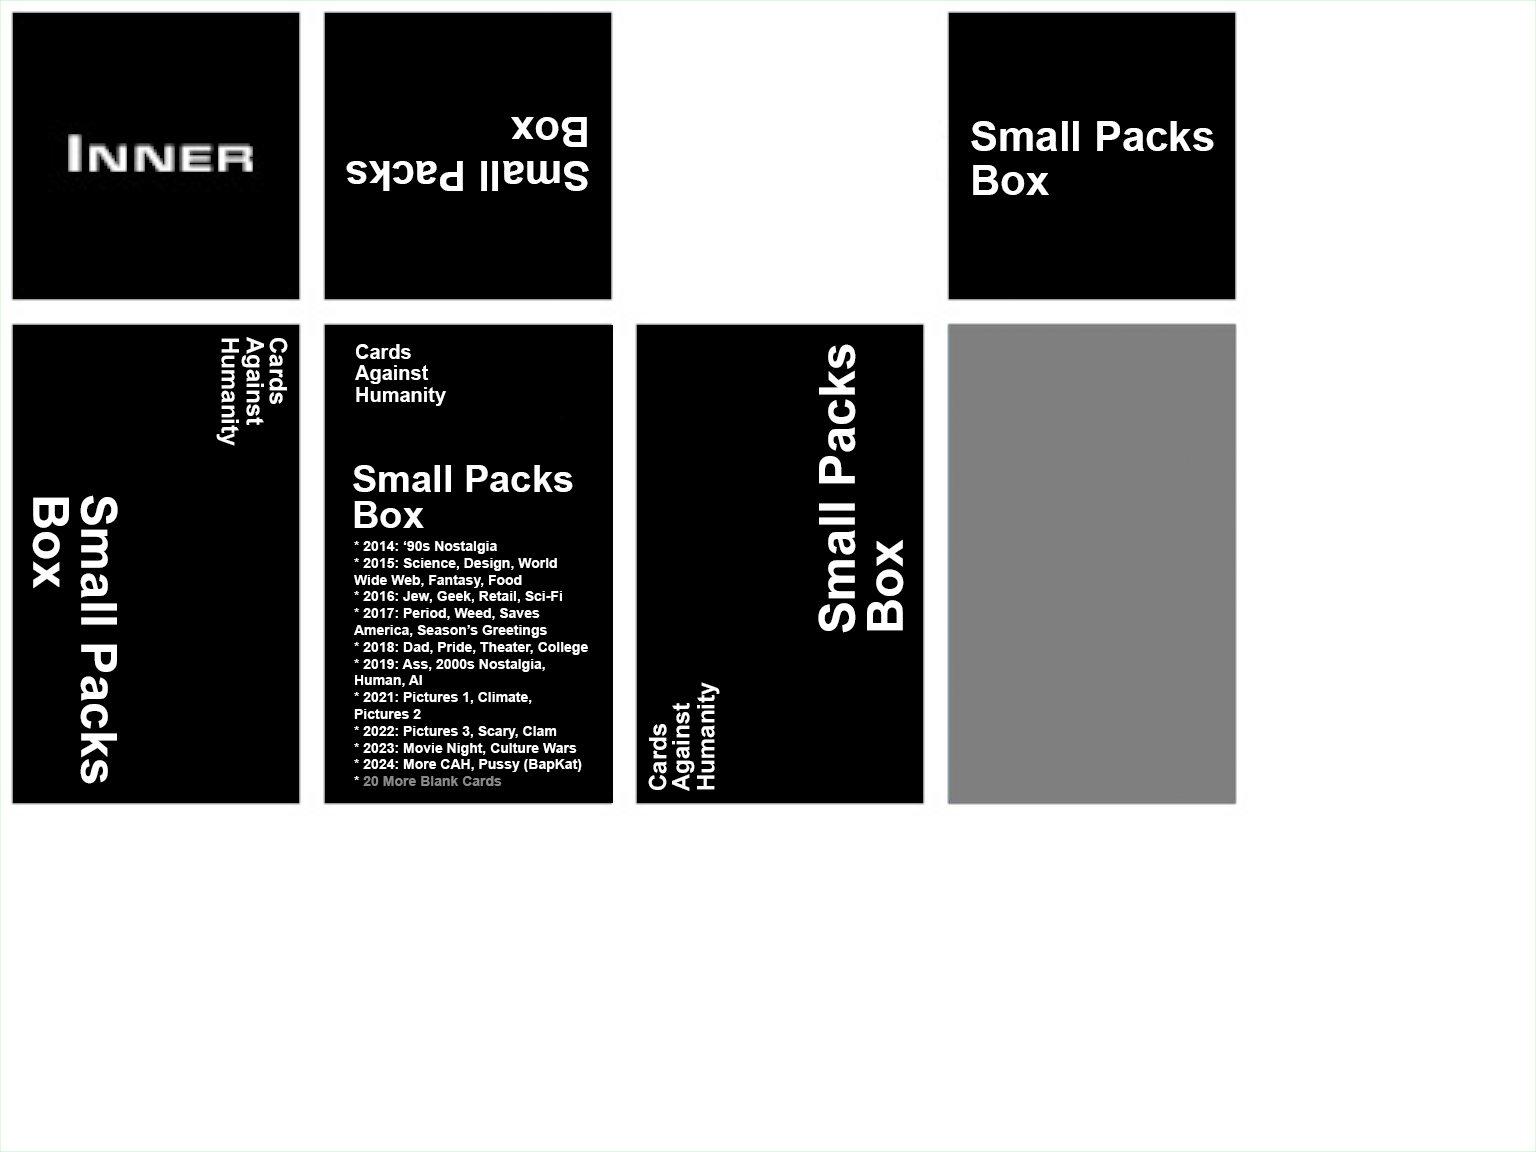 INNER
Small Packs
Box
Small Packs
Box
Cards
Against
Humanity
Small Packs
Box
Cards
Against
Humanity
Small Packs
Box
* 2014: ‘90s Nostalgia
* 2015: Science, Design, World
Wide Web, Fantasy, Food
* 2016: Jew, Geek, Retail, Sci-Fi
* 2017: Period, Weed, Saves
America, Season’s Greetings
* 2018: Dad, Pride, Theater, College
* 2019: Ass, 2000s Nostalgia,
Human, AI
* 2021: Pictures 1, Climate,
Pictures 2
* 2022: Pictures 3, Scary, Clam
* 2023: Movie Night, Culture Wars
* 2024: More CAH, Pussy (BapKat)
* 20 More Blank Cards
Small Packs
Box
Cards
Against
Humanity